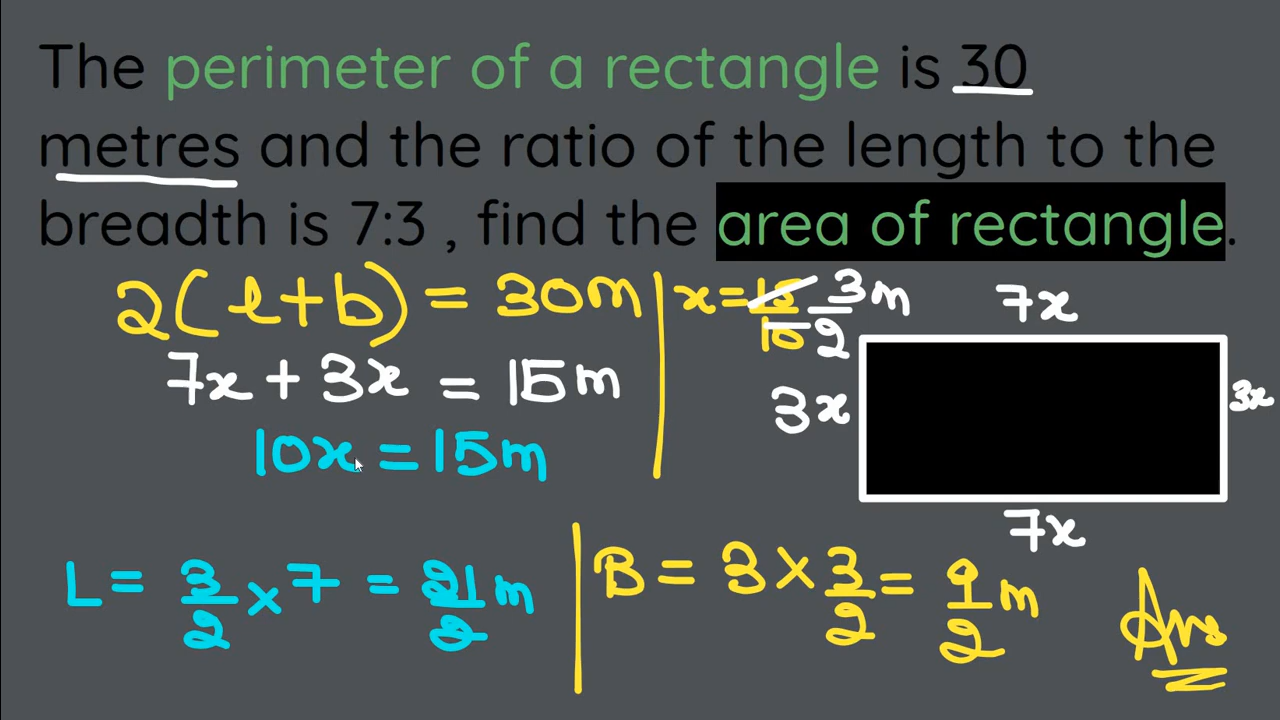 The perimeter of a rectangle is 30
metres and the ratio of the length to the
breadth is 7:3 , find the area of rectangle.
2(l+b) = 30m
7x + 3x = 15m
10x = 15m
x = 15/10 3/2 m
7x
3x
3x
7x
L = 3/2 x 7 = 21/2 m
B = 3 x 3/2 = 9/2 m
Ans